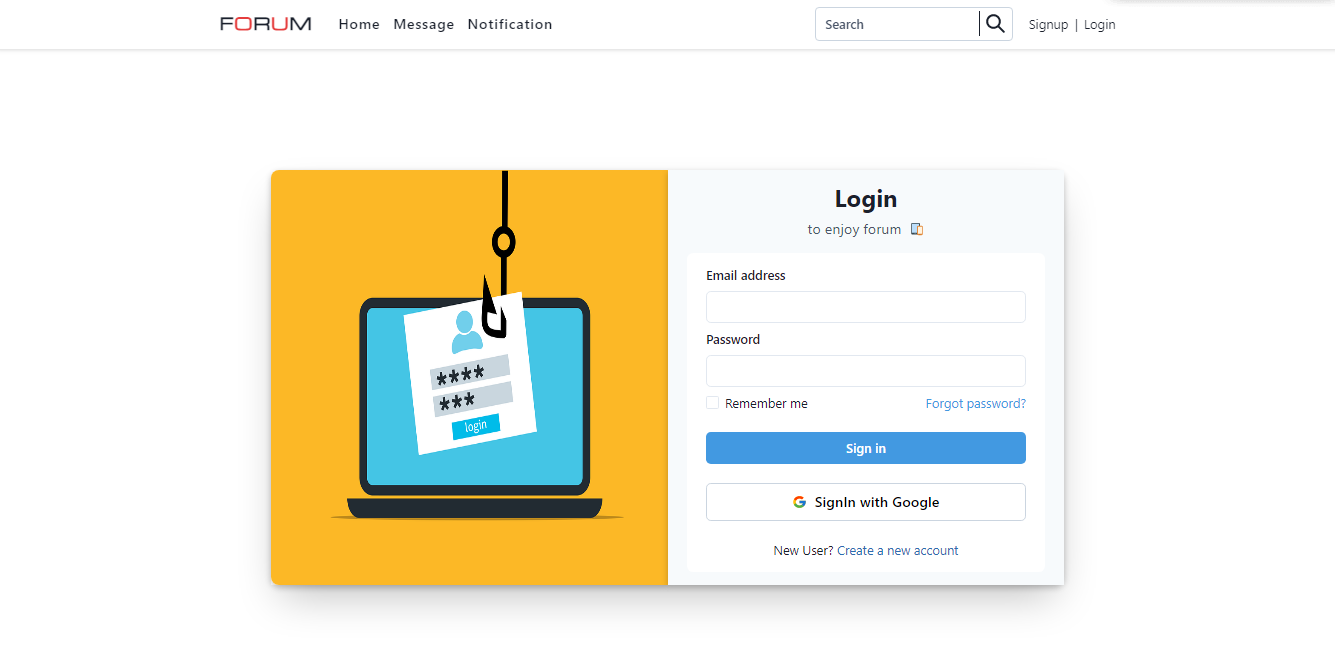 FORUM Home Message Notification Search Signup | Login
Login
to enjoy forum
Email address
Password
Remember me Forgot password?
Sign in
SignIn with Google
New User? Create a new account
****
***
login